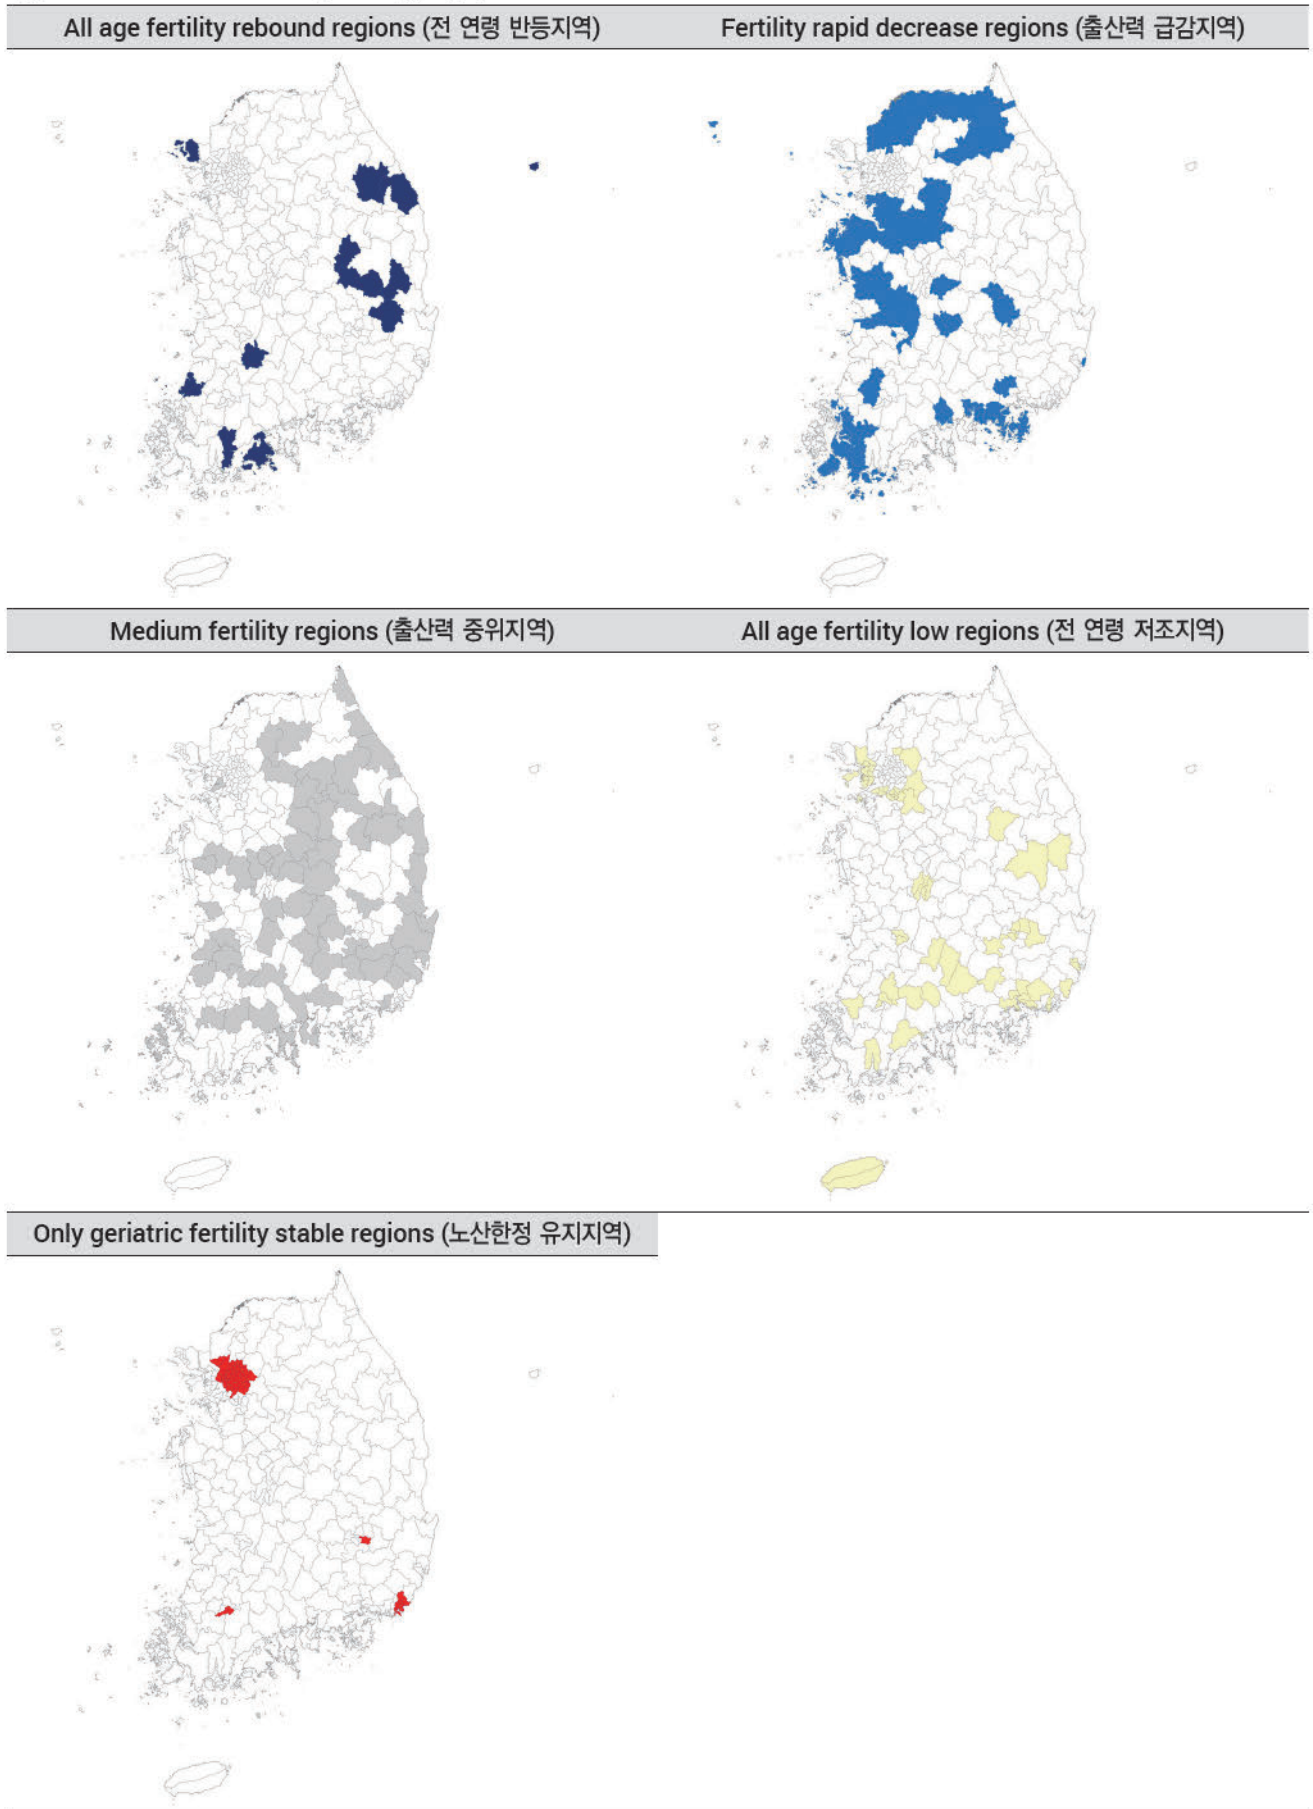 All age fertility rebound regions (전 연령 반등지역)
Fertility rapid decrease regions (출산력 급감지역)
Medium fertility regions (출산력 중위지역)
All age fertility low regions (전 연령 저조지역)
Only geriatric fertility stable regions (노산한정 유지지역)